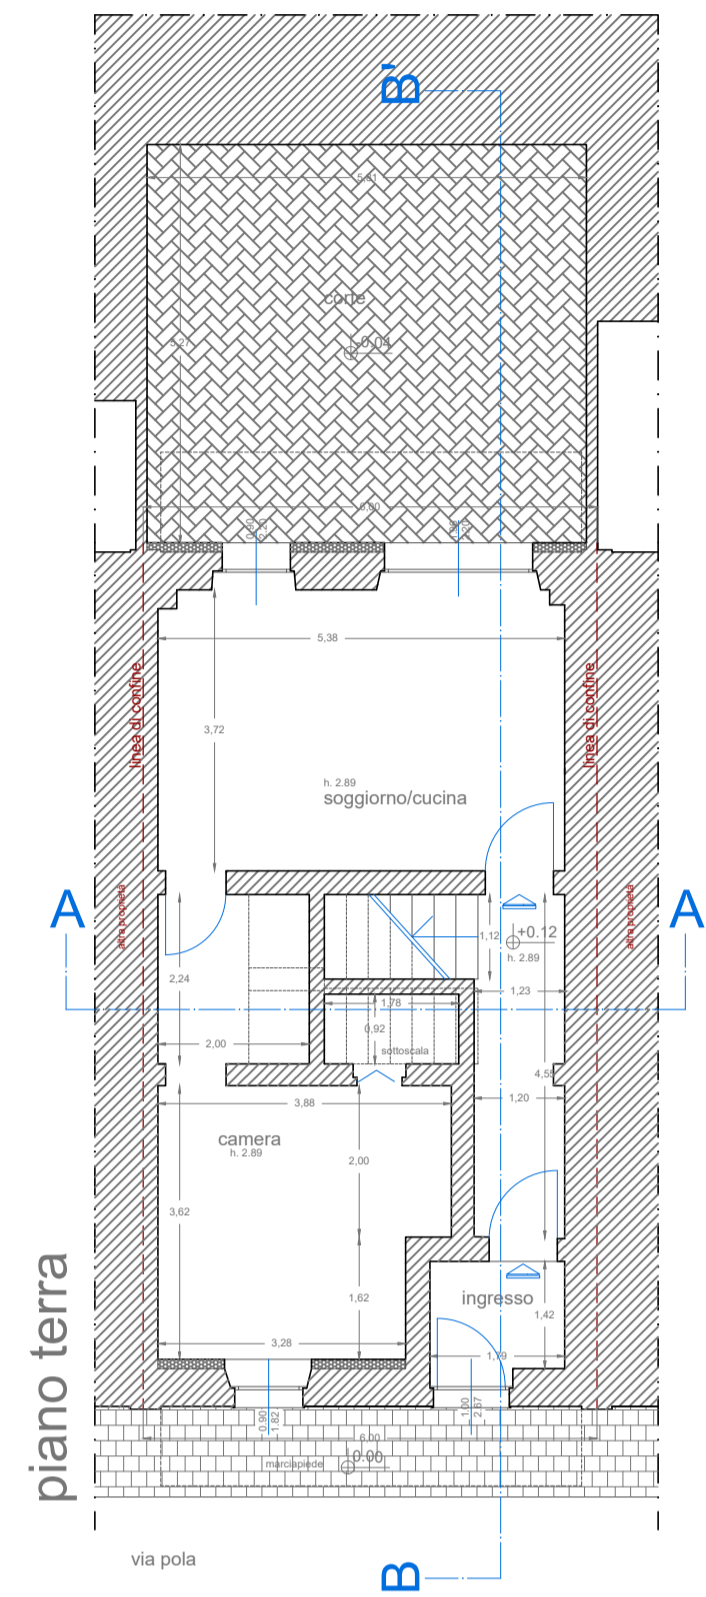 B'
5,81
corte
5,27
-0.04
6,00
0.90
2.20
2.20
5,38
linea di confine
linea di confine
3,72
h. 2.89
soggiorno/cucina
altra proprietà
altra proprietà
A
A
1,12
+0.12
h. 2.89
2,24
1,23
1,78
0,92
2,00
sottoscala
4,55
3,88
1,20
camera
h. 2.89
2,00
3,62
piano terra
ingresso
1,62
1,42
3,28
1,79
0.90
1.82
1.00
2.67
6,00
marciapiede
0.00
via pola
B